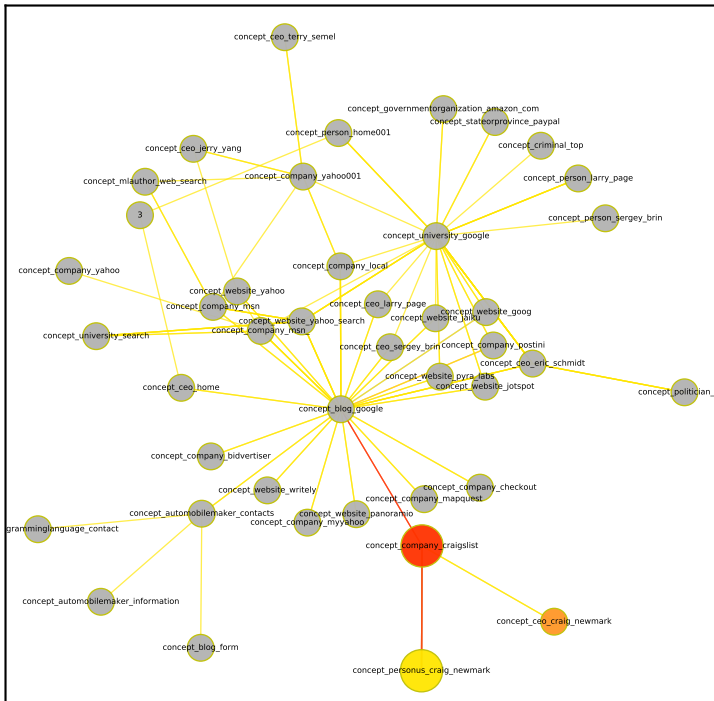 concept_ceo_terry_semel
concept_governmentorganization_amazon_com
concept_stateorprovince_paypal
concept_person_home001
concept_criminal_top
concept_ceo_jerry_yang
concept_company_yahoo001
concept_person_larry_page
concept_mlauthor_web_search
3
concept_person_sergey_brin
concept_university_google
concept_company_local
concept_company_yahoo
concept_website_yahoo
concept_company_msn
concept_ceo_larry_page
concept_website_goog
concept_website_yahoo_search
concept_website_jaiku
concept_company_msn_
concept_university_search
concept_ceo_sergey_brin
concept_company_postini
concept_ceo_eric_schmidt
concept_website_pyra_labs
concept_ceo_home
concept_website_jotspot
concept_politician_
concept_blog_google
concept_company_bidvertiser
concept_website_writely
concept_company_checkout
concept_company_mapquest
concept_automobilemaker_contacts
concept_website_panoramio
concept_company_myyahoo
gramminglanguage_contact
concept_company_craigslist
concept_automobilemaker_information
concept_ceo_craig_newmark
concept_blog_form
concept_personus_craig_newmark